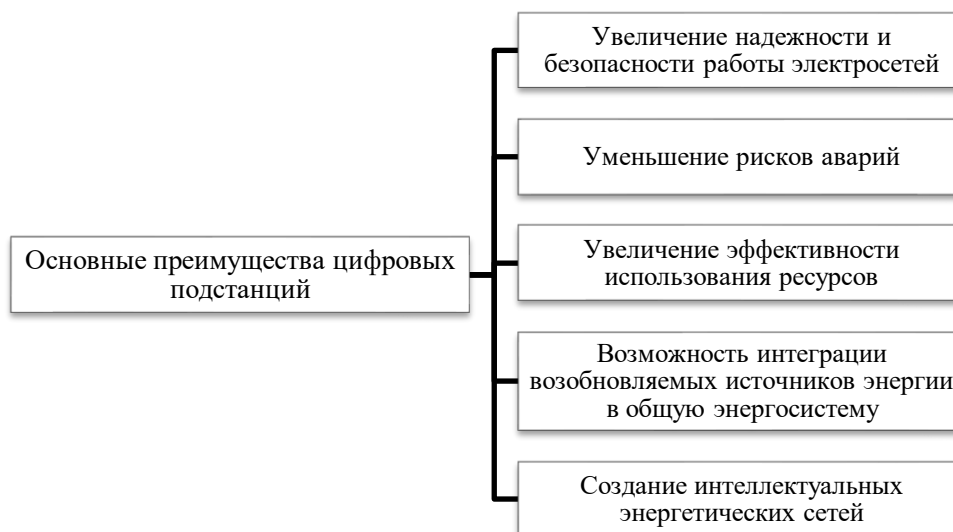 Увеличение надежности и
безопасности работы электросетей
Уменьшение рисков аварий
Основные преимущества цифровых
подстанций
Увеличение эффективности
использования ресурсов
Возможность интеграции
возобновляемых источников энергии
в общую энергосистему
Создание интеллектуальных
энергетических сетей